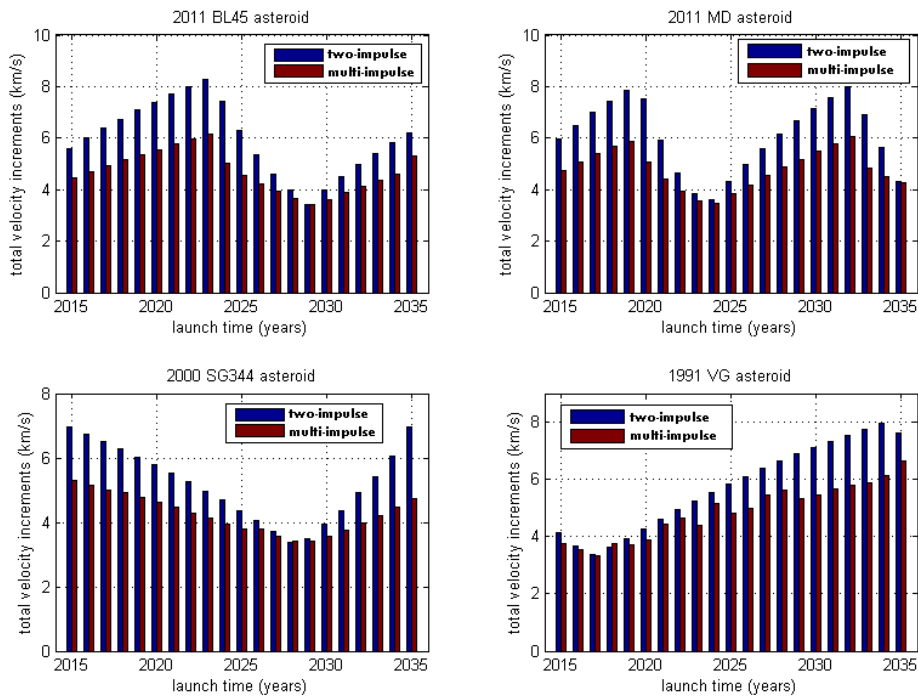 2011 BL45 asteroid
total velocity increments (km/s)
10
8
6
4
2
0
two-impulse
multi-impulse
2015 2020 2025 2030 2035
launch time (years)
2011 MD asteroid
total velocity increments (km/s)
10
8
6
4
2
0
two-impulse
multi-impulse
2015 2020 2025 2030 2035
launch time (years)
2000 SG344 asteroid
total velocity increments (km/s)
8
6
4
2
0
two-impulse
multi-impulse
2015 2020 2025 2030 2035
launch time (years)
1991 VG asteroid
total velocity increments (km/s)
8
6
4
2
0
two-impulse
multi-impulse
2015 2020 2025 2030 2035
launch time (years)